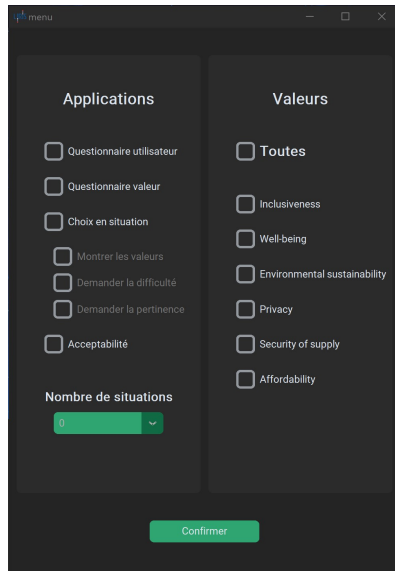 menu
Applications
Questionnaire utilisateur
Questionnaire valeur
Choix en situation
Montrer les valeurs
Demander la difficulté
Demander la pertinence
Acceptabilité
Nombre de situations
0
Valeurs
Toutes
Inclusiveness
Well-being
Environmental sustainability
Privacy
Security of supply
Affordability
Confirmer